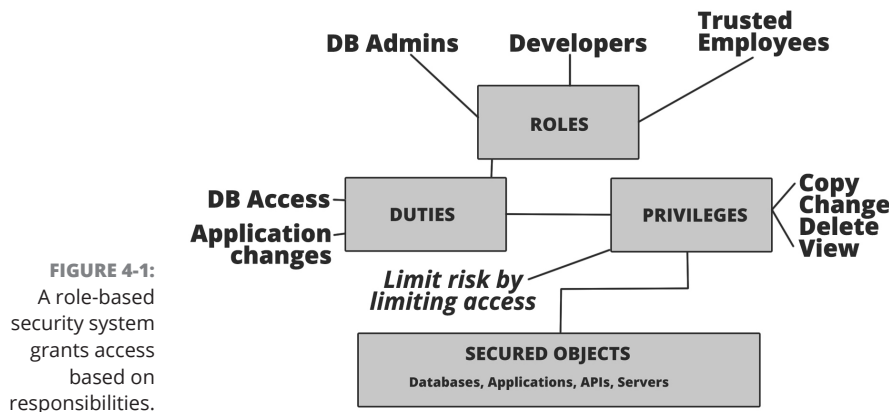 DB Admins
Developers
Trusted
Employees
ROLES
DB Access
Application
changes
DUTIES
PRIVILEGES
Copy
Change
Delete
View
Limit risk by
limiting access
SECURED OBJECTS
Databases, Applications, APIs, Servers
FIGURE 4-1:
A role-based
security system
grants access
based on
responsibilities.